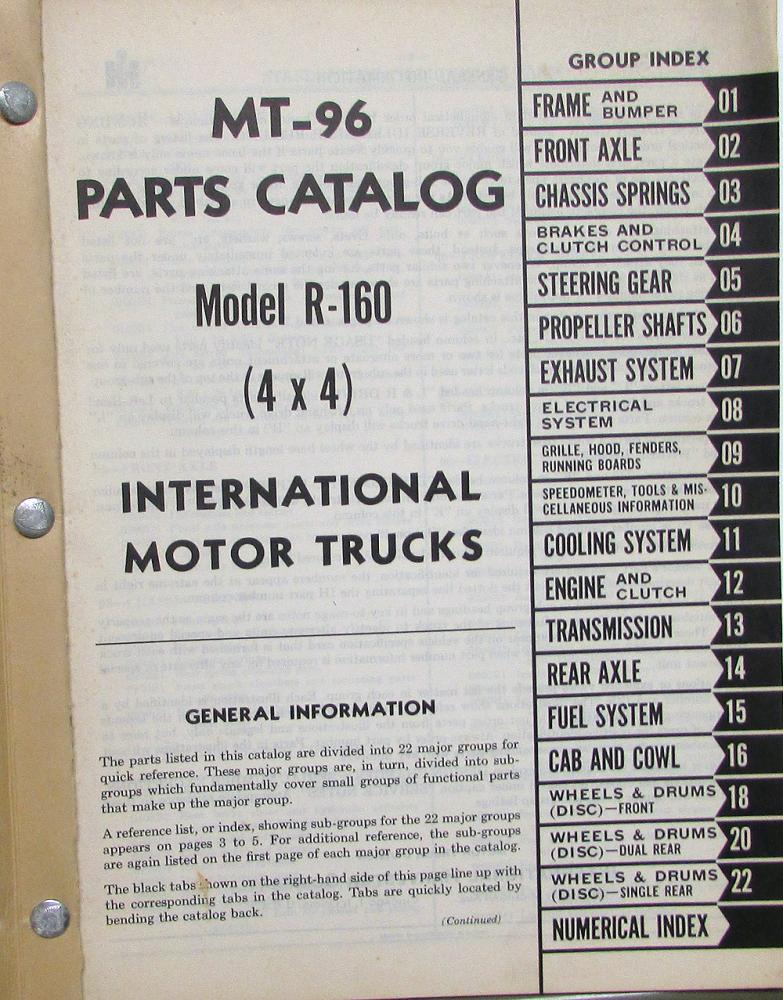 MT-96
PARTS CATALOG
Model R-160
(4 x 4)
INTERNATIONAL
MOTOR TRUCKS
GENERAL INFORMATION
The parts listed in this catalog are divided into 22 major groups for
quick reference. These major groups are, in turn, divided into sub-
groups which fundamentally cover small groups of functional parts
that make up the major group.
A reference list, or index, showing sub-groups for the 22 major groups
appears on pages 3 to 5. For additional reference, the sub-groups
are again listed on the first page of each major group in the catalog.
The black tabs shown on the right-hand side of this page line up with
the corresponding tabs in the catalog. Tabs are quickly located by
bending the catalog back.
(Continued)
GROUP INDEX
FRAME AND BUMPER 01
FRONT AXLE 02
CHASSIS SPRINGS 03
BRAKES AND
CLUTCH CONTROL 04
STEERING GEAR 05
PROPELLER SHAFTS 06
EXHAUST SYSTEM 07
ELECTRICAL
SYSTEM 08
GRILLE, HOOD, FENDERS,
RUNNING BOARDS 09
SPEEDOMETER, TOOLS & MIS-
CELLANEOUS INFORMATION 10
COOLING SYSTEM 11
ENGINE AND CLUTCH 12
TRANSMISSION 13
REAR AXLE 14
FUEL SYSTEM 15
CAB AND COWL 16
WHEELS & DRUMS
(DISC)—FRONT 18
WHEELS & DRUMS
(DISC)—DUAL REAR 20
WHEELS & DRUMS
(DISC)—SINGLE REAR 22
NUMERICAL INDEX